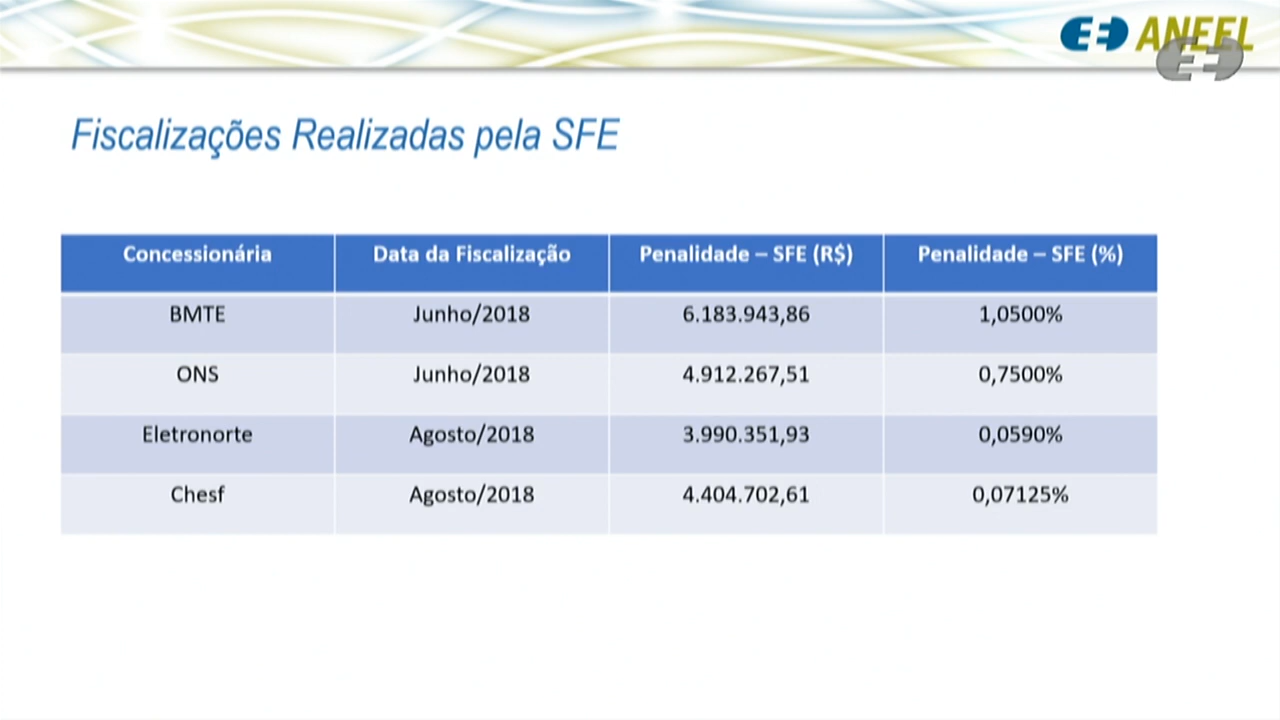 ANEEL
Fiscalizações Realizadas pela SFE
Concessionária Data da Fiscalização Penalidade – SFE (R$) Penalidade – SFE (%)
BMTE Junho/2018 6.183.943,86 1,0500%
ONS Junho/2018 4.912.267,51 0,7500%
Eletronorte Agosto/2018 3.990.351,93 0,0590%
Chesf Agosto/2018 4.404.702,61 0,07125%